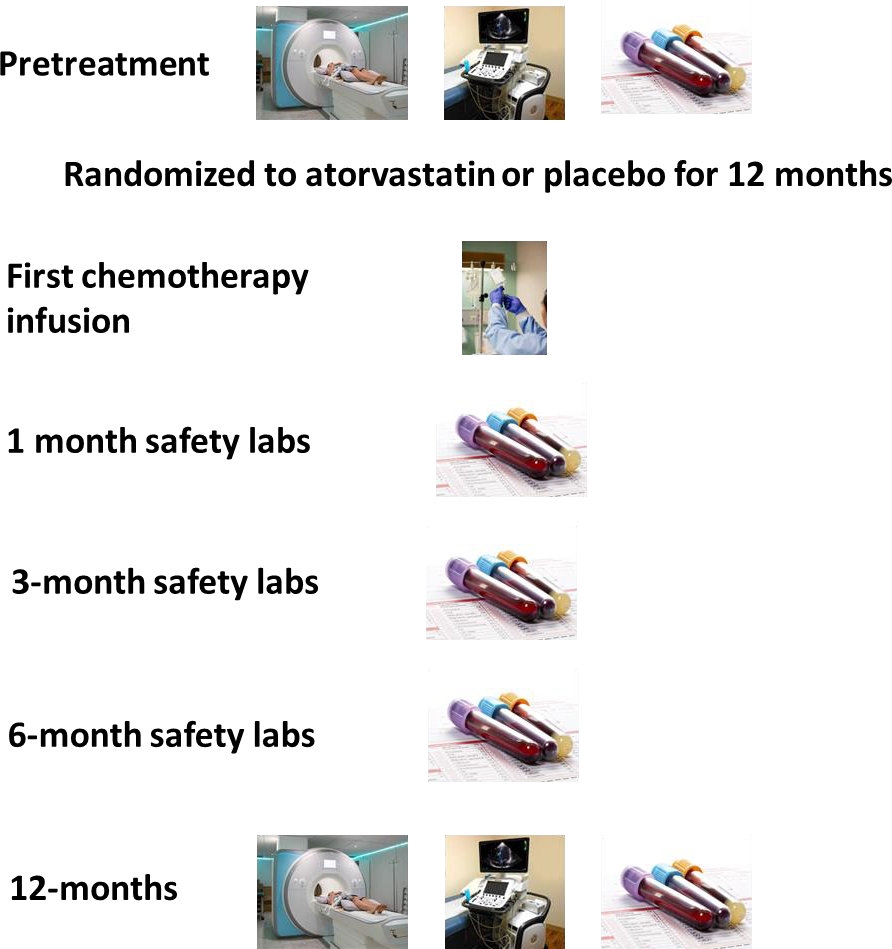 Pretreatment
Randomized to atorvastatin or placebo for 12 months
First chemotherapy
infusion
1 month safety labs
3-month safety labs
6-month safety labs
12-months